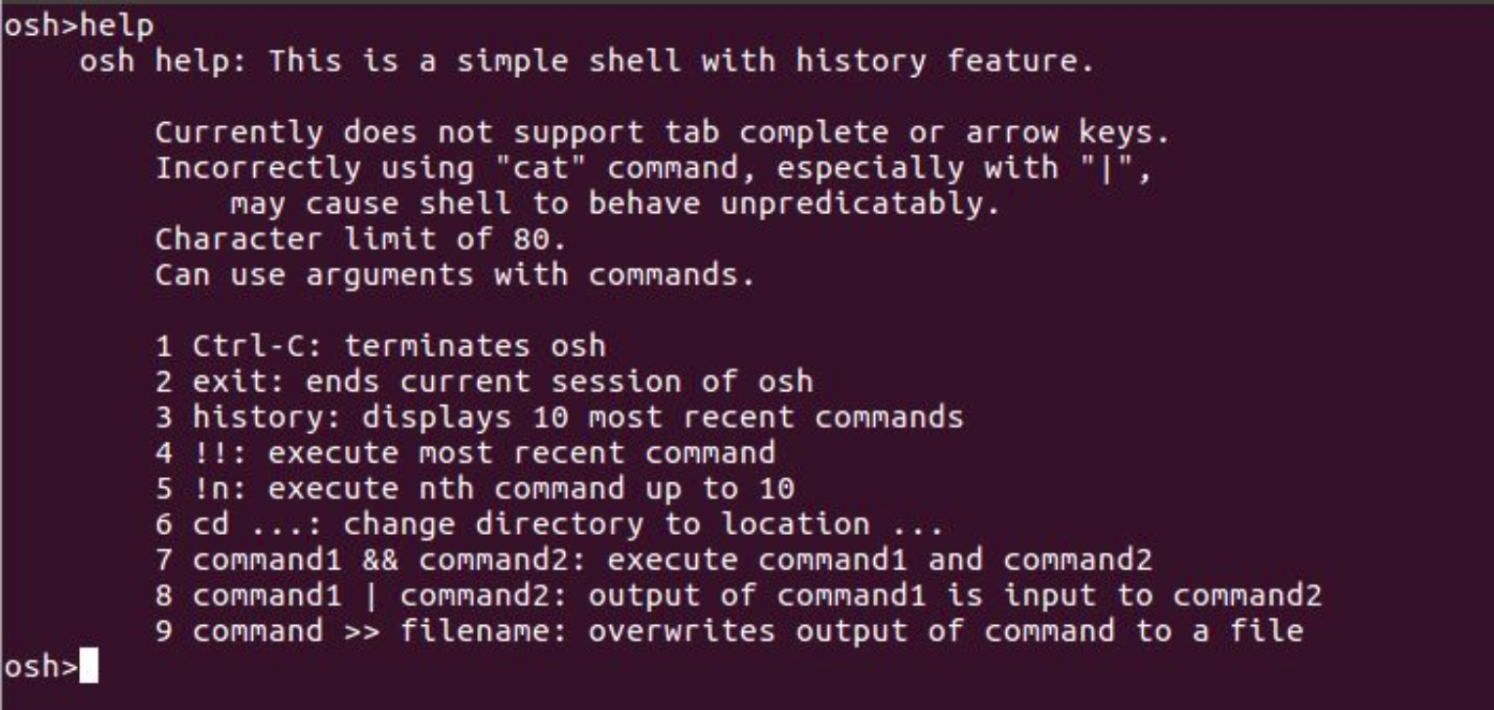 osh>help
osh help: This is a simple shell with history feature.
Currently does not support tab complete or arrow keys.
Incorrectly using "cat" command, especially with "|",
may cause shell to behave unpredicatably.
Character limit of 80.
Can use arguments with commands.
1 Ctrl-C: terminates osh
2 exit: ends current session of osh
3 history: displays 10 most recent commands
4 !!: execute most recent command
5 !n: execute nth command up to 10
6 cd ...: change directory to location ...
7 command1 && command2: execute command1 and command2
8 command1 | command2: output of command1 is input to command2
9 command >> filename: overwrites output of command to a file
osh>